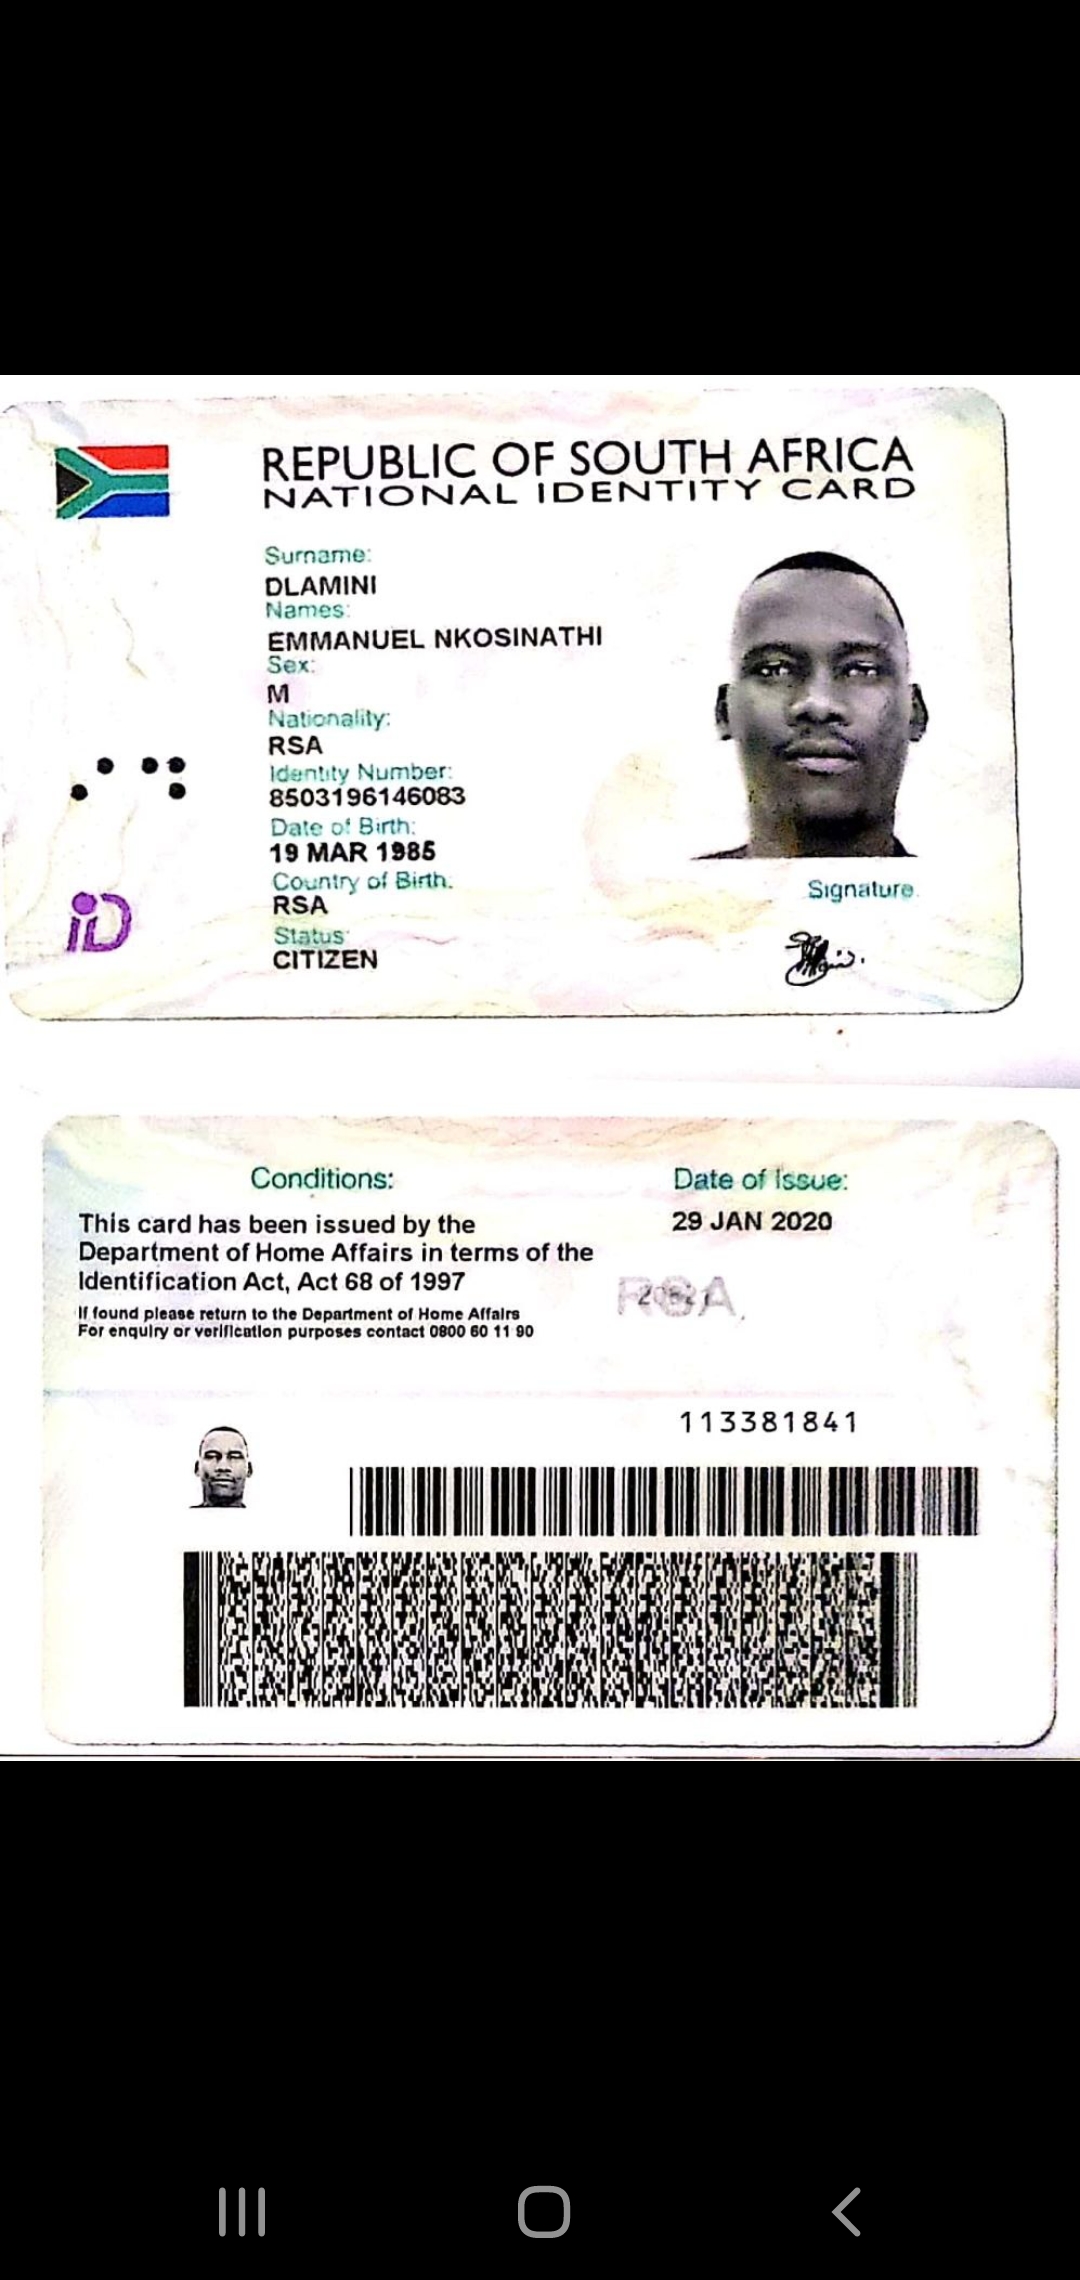 REPUBLIC OF SOUTH AFRICA
NATIONAL IDENTITY CARD
Surname:
DLAMINI
Names:
EMMANUEL NKOSINATHI
Sex:
M
Nationality:
RSA
Identity Number:
8503196146083
Date of Birth:
19 MAR 1985
Country of Birth:
RSA
Status
CITIZEN
Signature
iD
Conditions:
This card has been issued by the
Department of Home Affairs in terms of the
Identification Act, Act 68 of 1997
If found please return to the Department of Home Affairs
For enquiry or verification purposes contact 0800 60 11 90
Date of Issue:
29 JAN 2020
RSA
113381841